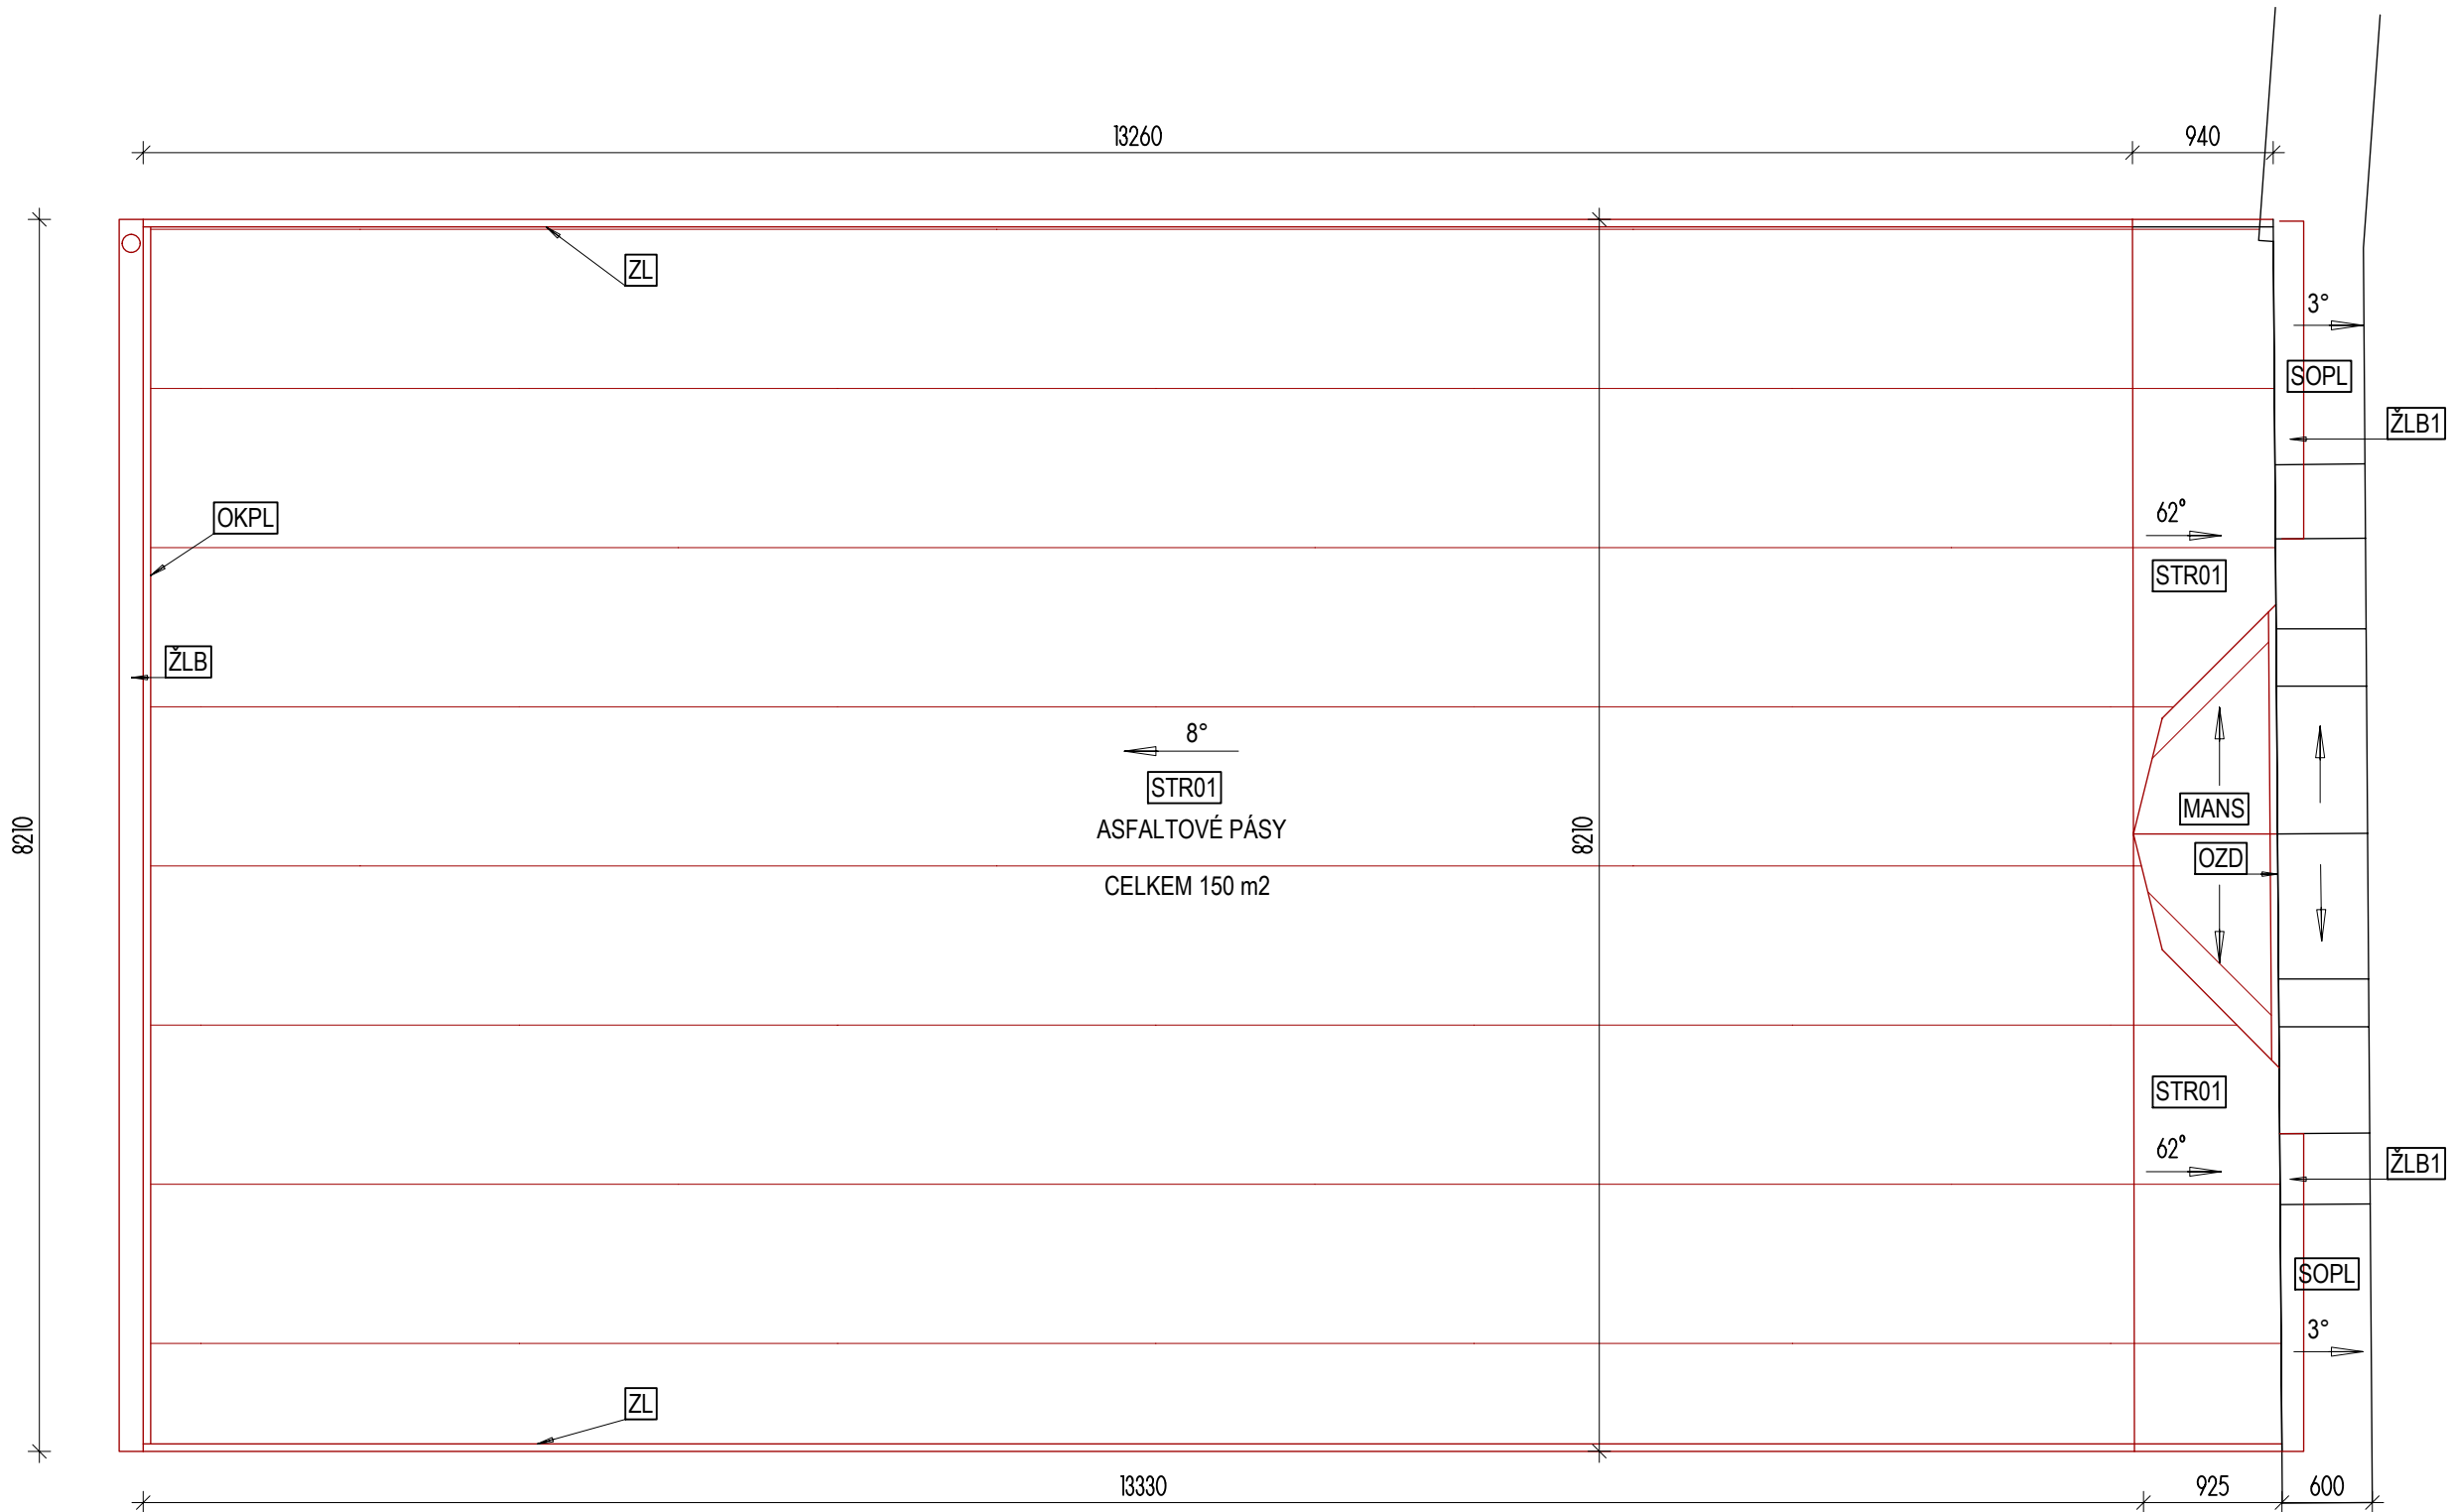 13260
940
ZL
3°
SOPL
ŽLB1
OKPL
62°
STR01
ŽLB
8°
STR01
MANS
8210
ASFALTOVÉ PÁSY
8210
OZD
CELKEM 150 m2
STR01
62°
ŽLB1
SOPL
3°
ZL
13330
925
600